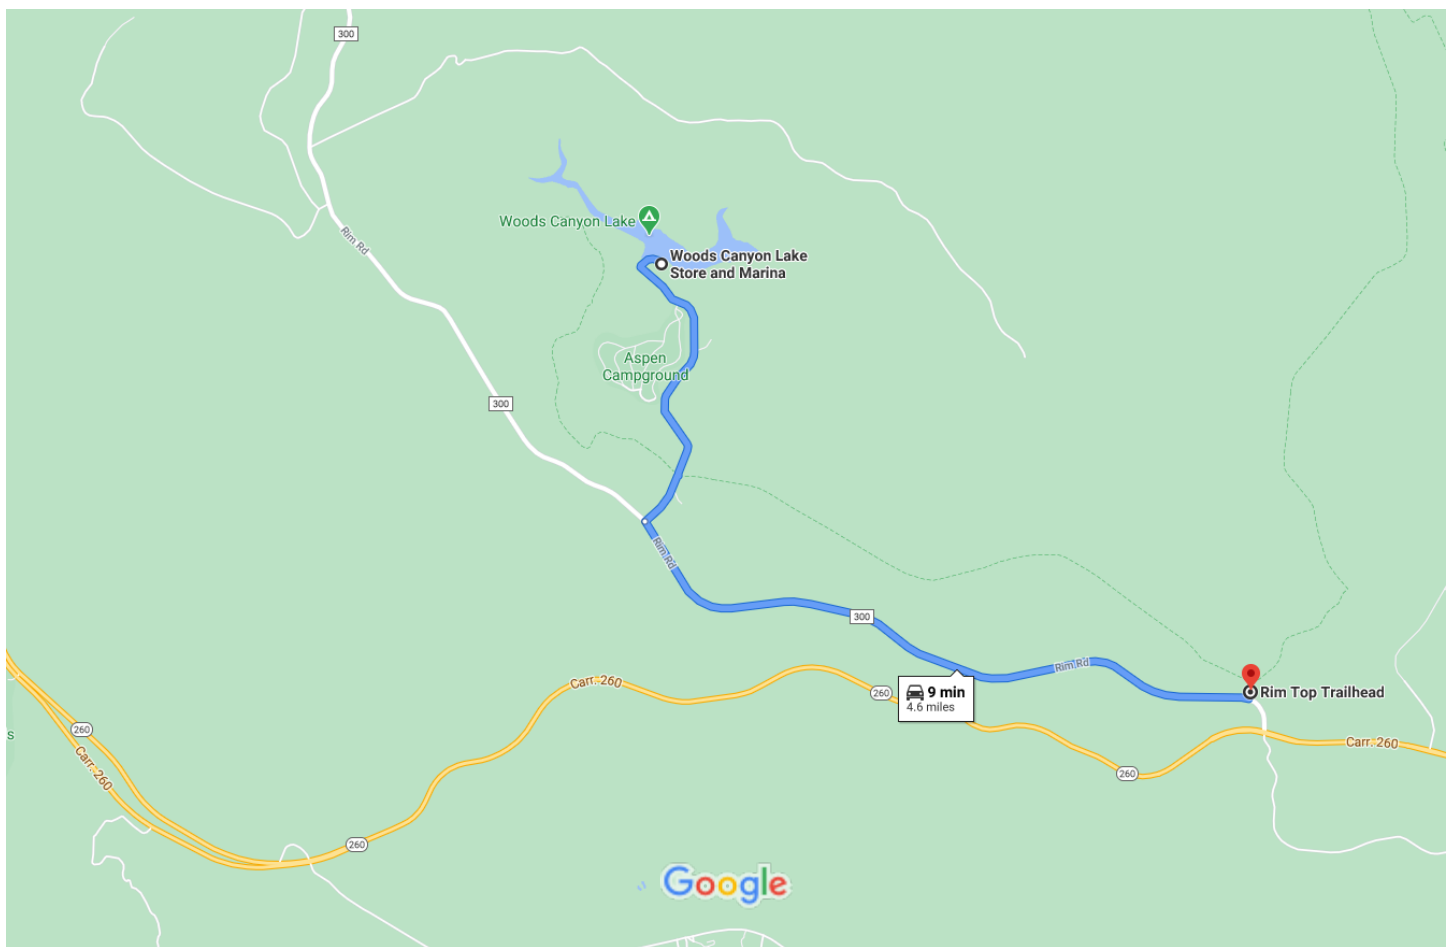 300
Rim Rd
Woods Canyon Lake
Woods Canyon Lake
Store and Marina
Aspen
Campground
300
Rim Rd
300
Rim Rd
9 min
4.6 miles
Rim Top Trailhead
Carr. 260
260
260
Carr. 260
s
Carr. 260
260
260
Google